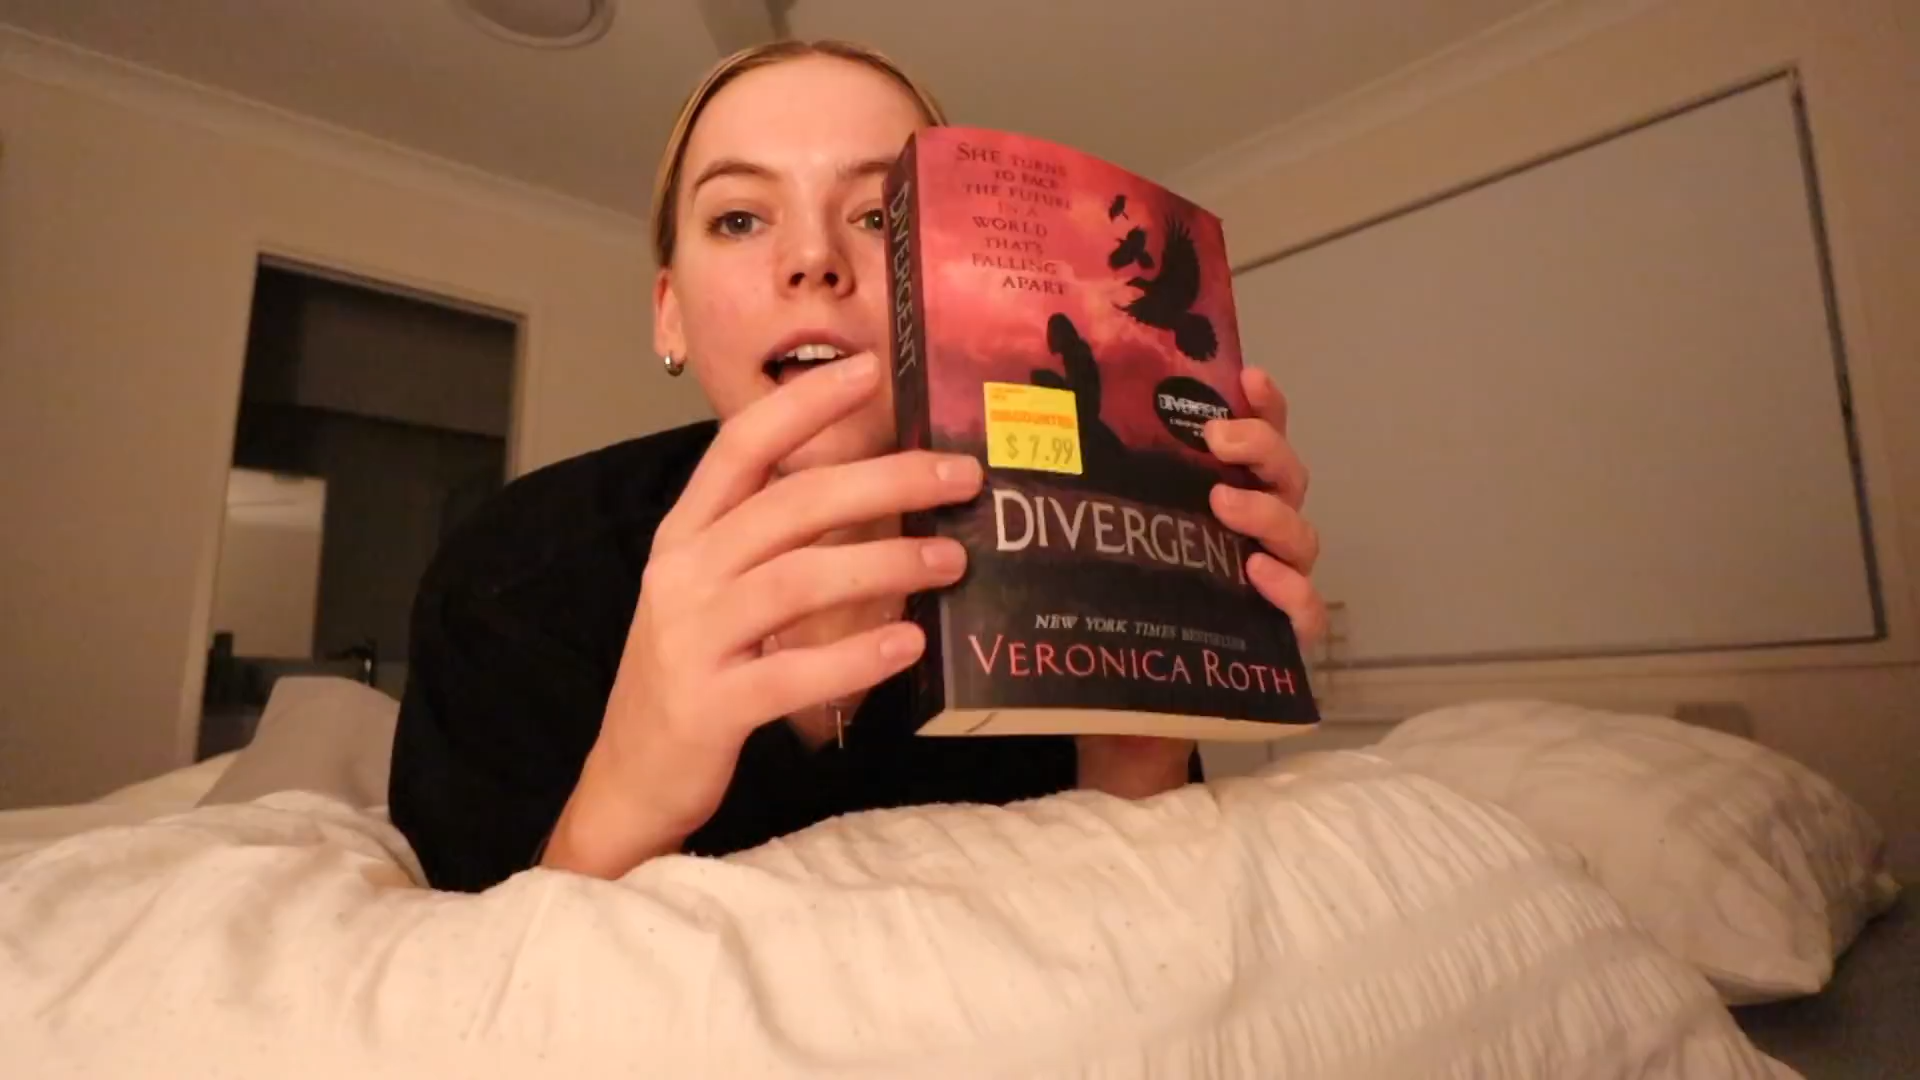 DIVERGENT
SHE TURNS
TO FACE
THE FUTURE
IN A
WORLD
THAT'S
FALLING
APART
DISCOUNTED
$7.99
DIVERGENT
DIVERGENT
NEW YORK TIMES BESTSELLER
VERONICA ROTH